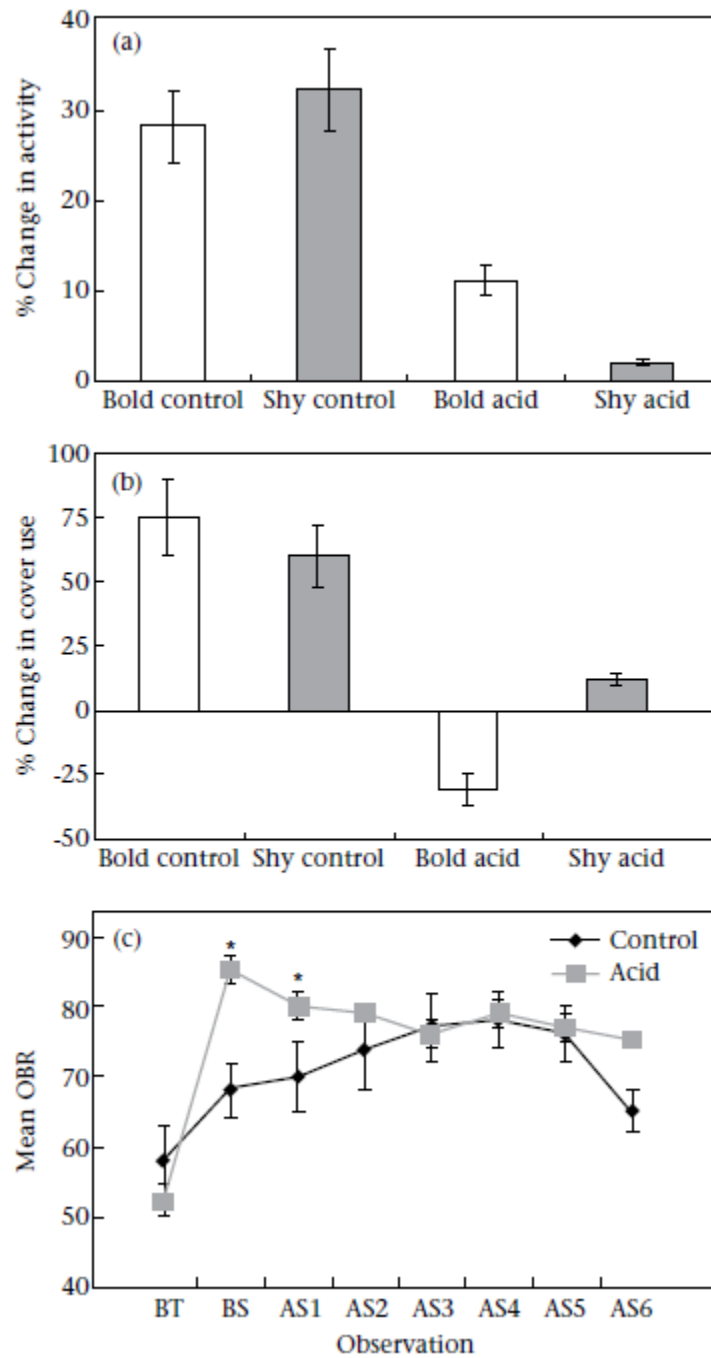 (a)
% Change in activity
40
30
20
10
0
Bold control Shy control Bold acid Shy acid
(b)
% Change in cover use
100
75
50
25
0
-25
-50
Bold control Shy control Bold acid Shy acid
(c)
Control
Acid
* *
Mean OBR
90
80
70
60
50
40
BT BS AS1 AS2 AS3 AS4 AS5 AS6
Observation